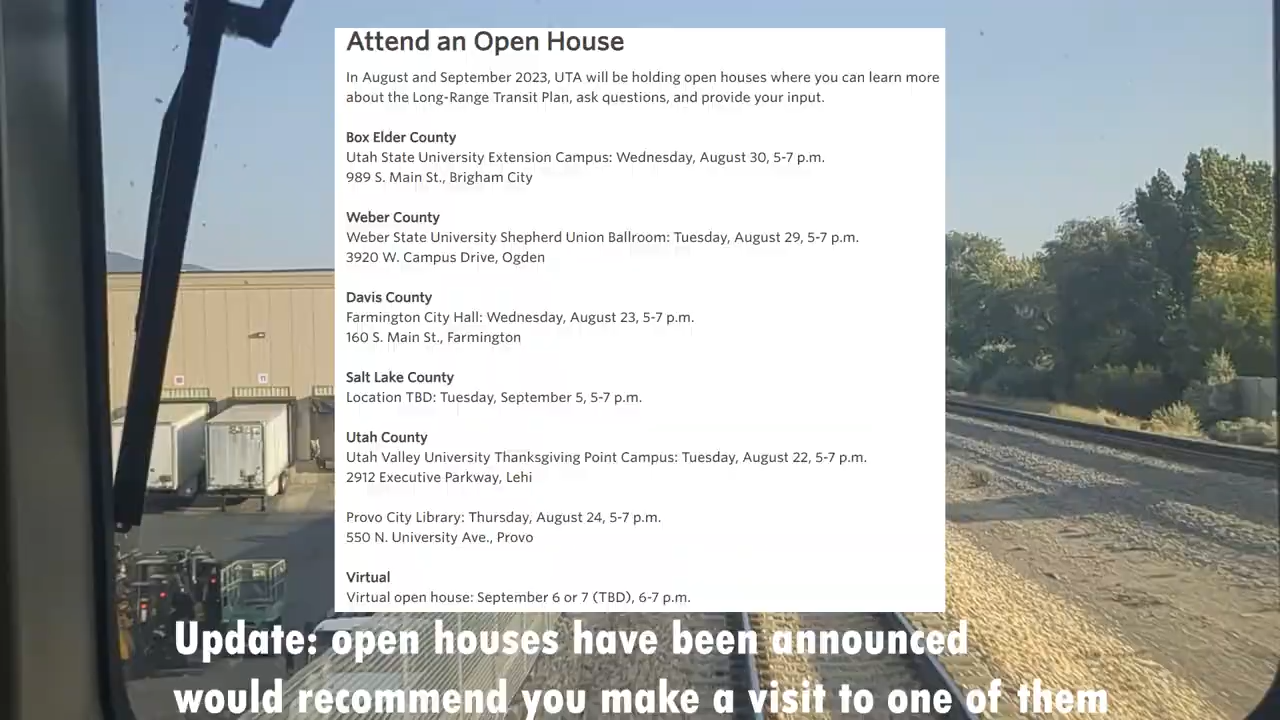 Attend an Open House
In August and September 2023, UTA will be holding open houses where you can learn more
about the Long-Range Transit Plan, ask questions, and provide your input.
Box Elder County
Utah State University Extension Campus: Wednesday, August 30, 5-7 p.m.
989 S. Main St., Brigham City
Weber County
Weber State University Shepherd Union Ballroom: Tuesday, August 29, 5-7 p.m.
3920 W. Campus Drive, Ogden
Davis County
Farmington City Hall: Wednesday, August 23, 5-7 p.m.
160 S. Main St., Farmington
Salt Lake County
Location TBD: Tuesday, September 5, 5-7 p.m.
Utah County
Utah Valley University Thanksgiving Point Campus: Tuesday, August 22, 5-7 p.m.
2912 Executive Parkway, Lehi
Provo City Library: Thursday, August 24, 5-7 p.m.
550 N. University Ave., Provo
Virtual
Virtual open house: September 6 or 7 (TBD), 6-7 p.m.
Update: open houses have been announced
would recommend you make a visit to one of them